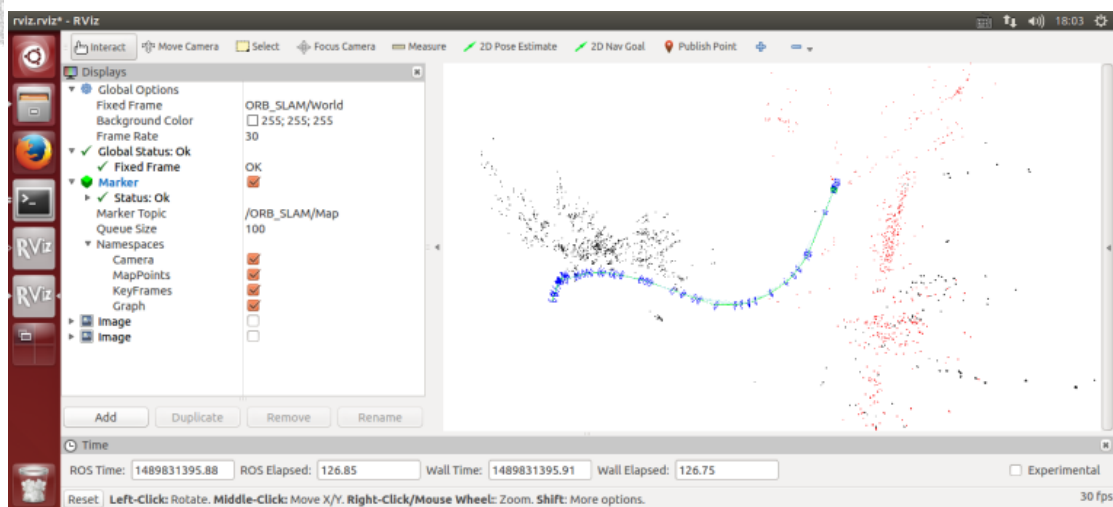 rviz.rviz* - RViz
18:03
Interact Move Camera Select Focus Camera Measure 2D Pose Estimate 2D Nav Goal Publish Point
Displays
Global Options
Fixed Frame ORB_SLAM/World
Background Color 255; 255; 255
Frame Rate 30
Global Status: Ok
Fixed Frame OK
Marker
Status: Ok
Marker Topic /ORB_SLAM/Map
Queue Size 100
Namespaces
Camera
MapPoints
KeyFrames
Graph
Image
Image
RViz
RViz
Add Duplicate Remove Rename
Time
ROS Time: 1489831395.88 ROS Elapsed: 126.85 Wall Time: 1489831395.91 Wall Elapsed: 126.75 Experimental
Reset Left-Click: Rotate. Middle-Click: Move X/Y. Right-Click/Mouse Wheel:: Zoom. Shift: More options. 30 fps